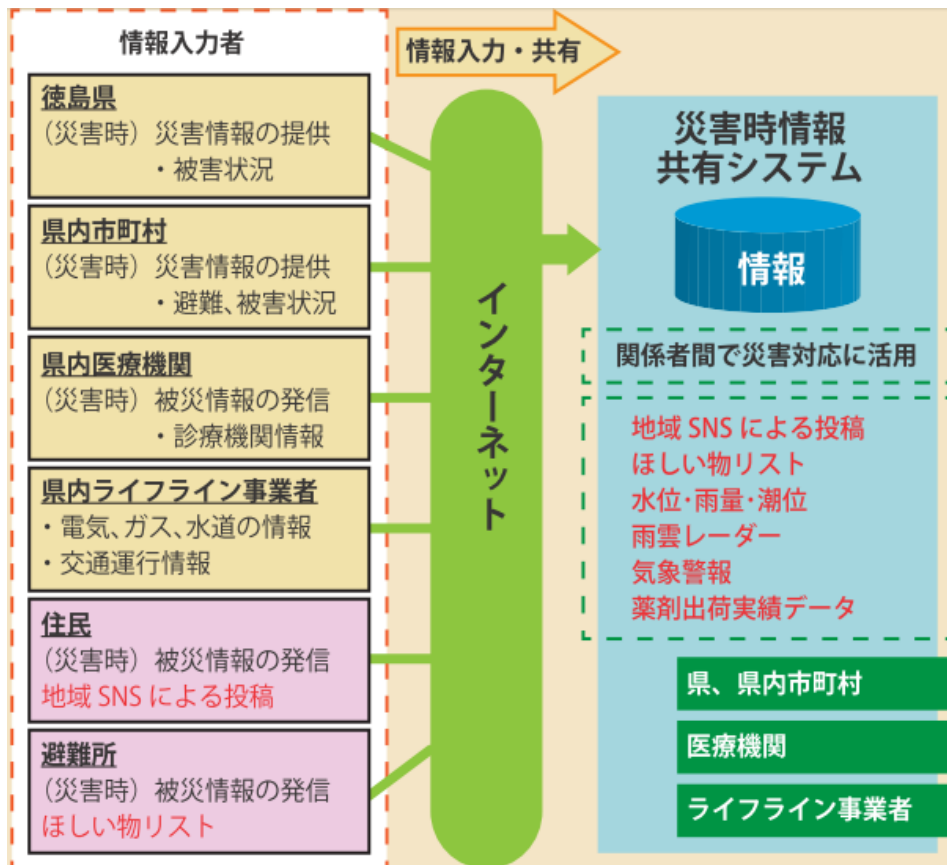 情報入力者
徳島県
（災害時）災害情報の提供
・被害状況
県内市町村
（災害時）災害情報の提供
・避難、被害状況
県内医療機関
（災害時）被災情報の発信
・診療機関情報
県内ライフライン事業者
・電気、ガス、水道の情報
・交通運行情報
住民
（災害時）被災情報の発信
地域 SNS による投稿
避難所
（災害時）被災情報の発信
ほしい物リスト
情報入力・共有
インターネット
災害時情報
共有システム
情報
関係者間で災害対応に活用
地域 SNS による投稿
ほしい物リスト
水位・雨量・潮位
雨雲レーダー
気象警報
薬剤出荷実績データ
県、県内市町村
医療機関
ライフライン事業者